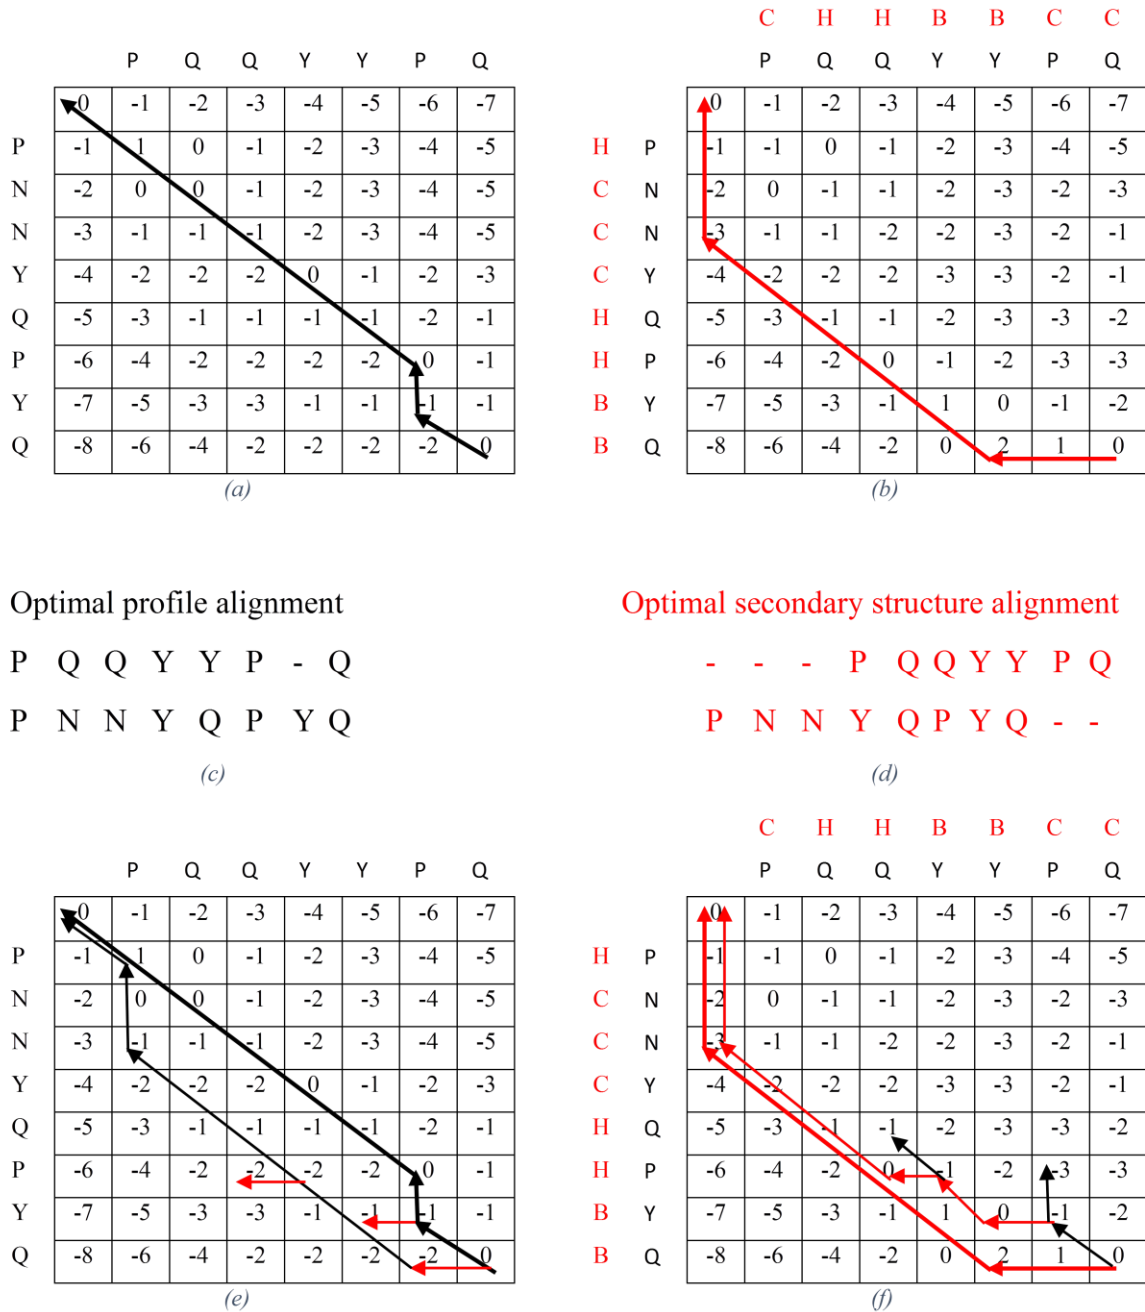 P Q Q Y Y P Q
0 -1 -2 -3 -4 -5 -6 -7
P -1 1 0 -1 -2 -3 -4 -5
N -2 0 0 -1 -2 -3 -4 -5
N -3 -1 -1 -1 -2 -3 -4 -5
Y -4 -2 -2 -2 0 -1 -2 -3
Q -5 -3 -1 -1 -1 -1 -2 -1
P -6 -4 -2 -2 -2 -2 0 -1
Y -7 -5 -3 -3 -1 -1 -1 -1
Q -8 -6 -4 -2 -2 -2 -2 0
(a)
C H H B B C C
P Q Q Y Y P Q
0 -1 -2 -3 -4 -5 -6 -7
H P -1 -1 0 -1 -2 -3 -4 -5
C N -2 0 -1 -1 -2 -3 -2 -3
C N -3 -1 -1 -2 -2 -3 -2 -1
C Y -4 -2 -2 -2 -3 -3 -2 -1
H Q -5 -3 -1 -1 -2 -3 -3 -2
H P -6 -4 -2 0 -1 -2 -3 -3
B Y -7 -5 -3 -1 1 0 -1 -2
B Q -8 -6 -4 -2 0 2 1 0
(b)
Optimal profile alignment
P Q Q Y Y P - Q
P N N Y Q P Y Q
(c)
Optimal secondary structure alignment
- - - P Q Q Y Y P Q
P N N Y Q P Y Q - -
(d)
P Q Q Y Y P Q
0 -1 -2 -3 -4 -5 -6 -7
P -1 1 0 -1 -2 -3 -4 -5
N -2 0 0 -1 -2 -3 -4 -5
N -3 -1 -1 -1 -2 -3 -4 -5
Y -4 -2 -2 -2 0 -1 -2 -3
Q -5 -3 -1 -1 -1 -1 -2 -1
P -6 -4 -2 -2 -2 -2 0 -1
Y -7 -5 -3 -3 -1 -1 -1 -1
Q -8 -6 -4 -2 -2 -2 -2 0
(e)
C H H B B C C
P Q Q Y Y P Q
0 -1 -2 -3 -4 -5 -6 -7
H P -1 -1 0 -1 -2 -3 -4 -5
C N -2 0 -1 -1 -2 -3 -2 -3
C N -3 -1 -1 -2 -2 -3 -2 -1
C Y -4 -2 -2 -2 -3 -3 -2 -1
H Q -5 -3 -1 -1 -2 -3 -3 -2
H P -6 -4 -2 0 -1 -2 -3 -3
B Y -7 -5 -3 -1 1 0 -1 -2
B Q -8 -6 -4 -2 0 2 1 0
(f)